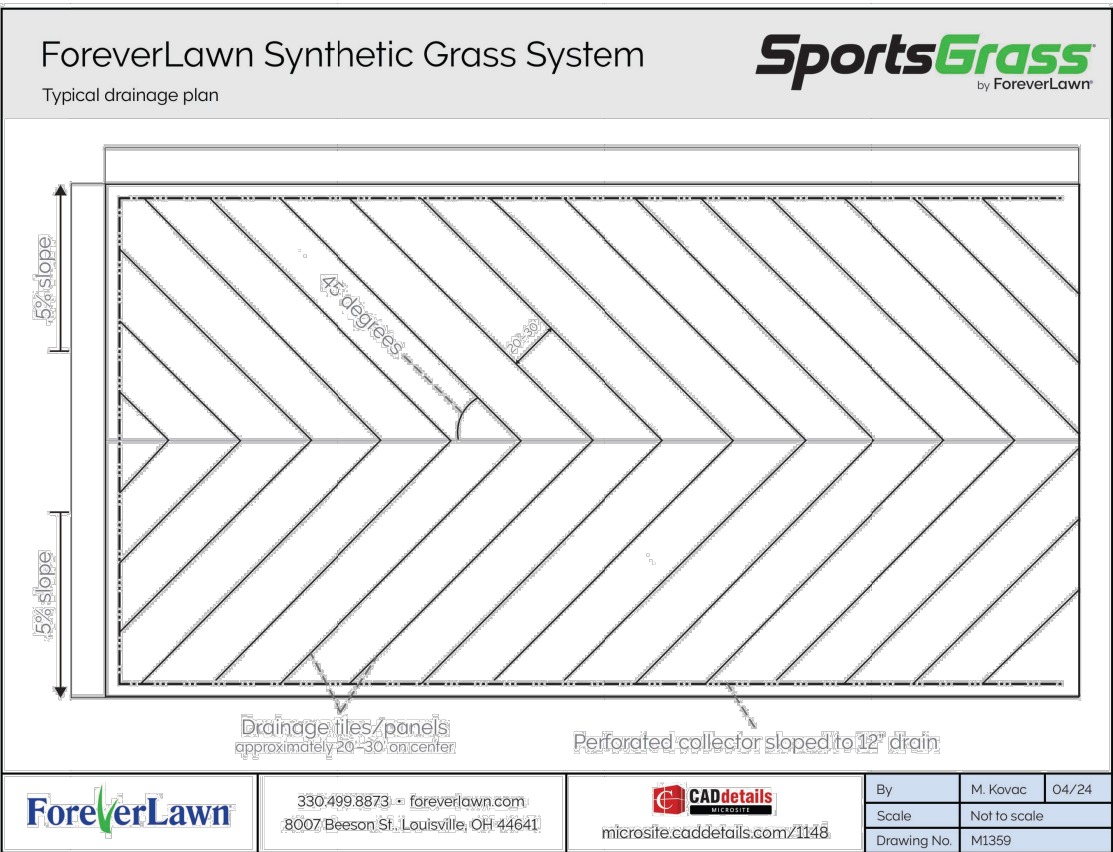 ForeverLawn Synthetic Grass System
Typical drainage plan
SportsGrass®
by ForeverLawn®
5% slope
45 degrees
20'-30'
5% slope
Drainage tiles/panels
approximately 20'–30' on center
Perforated collector sloped to 12" drain
ForeverLawn®
330.499.8873 • foreverlawn.com
8007 Beeson St., Louisville, OH 44641
CADdetails
MICROSITE
microsite.caddetails.com/1148
By M. Kovac 04/24
Scale Not to scale
Drawing No. M1359